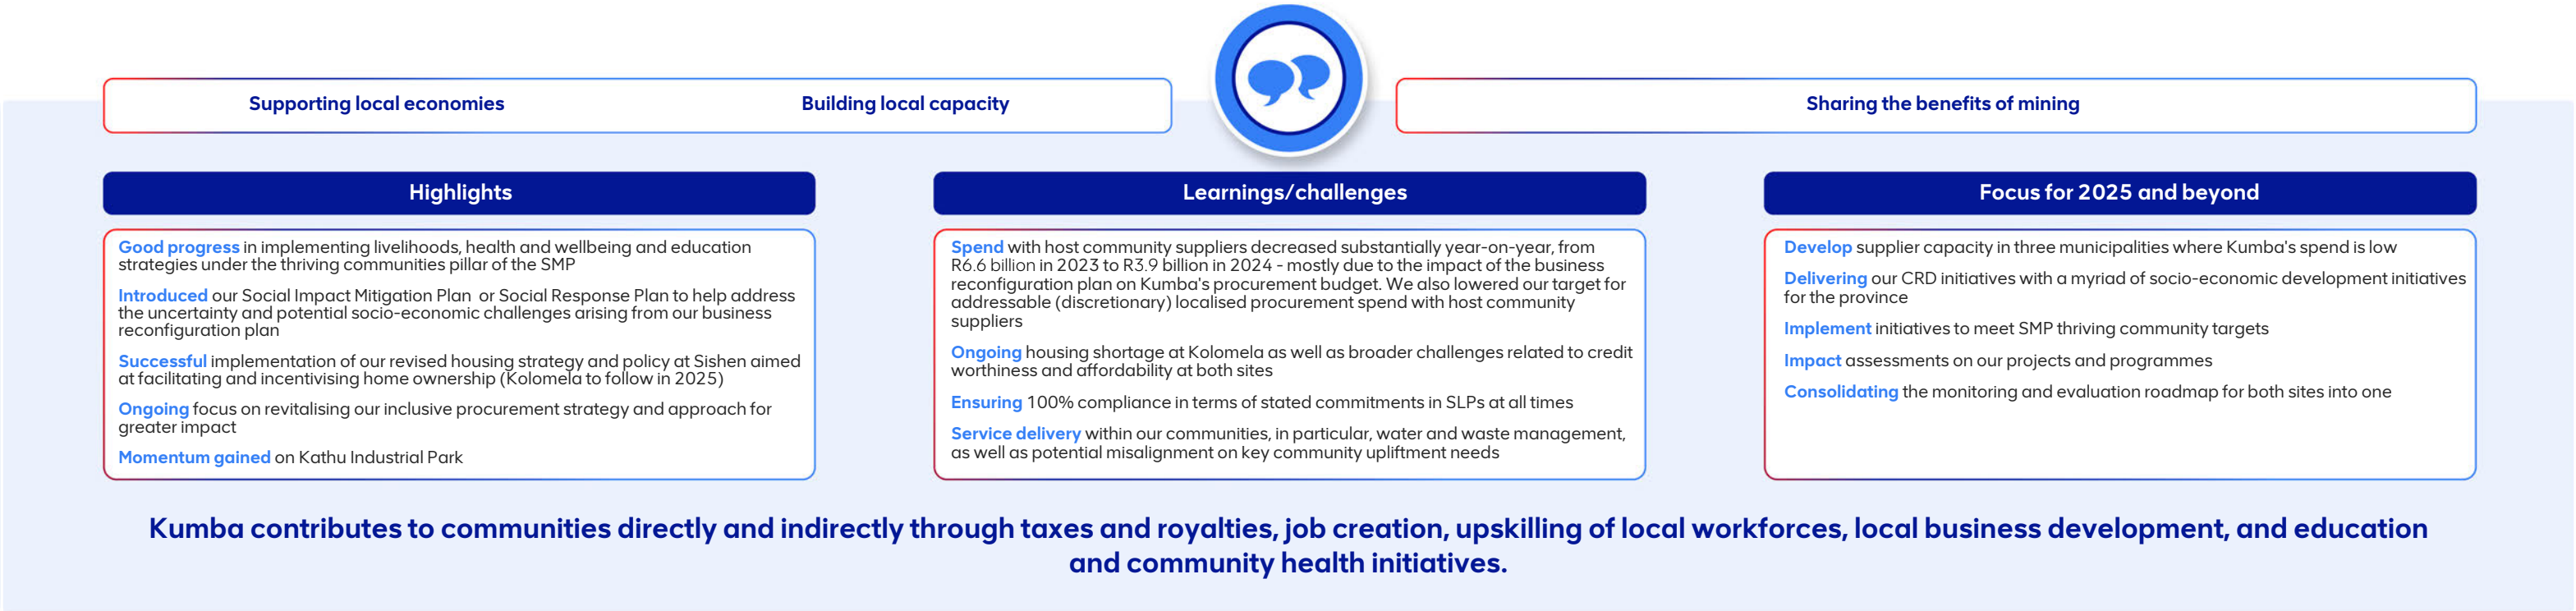 Supporting local economies
Building local capacity
Sharing the benefits of mining
Highlights
Good progress in implementing livelihoods, health and wellbeing and education
strategies under the thriving communities pillar of the SMP
Introduced our Social Impact Mitigation Plan or Social Response Plan to help address
the uncertainty and potential socio-economic challenges arising from our business
reconfiguration plan
Successful implementation of our revised housing strategy and policy at Sishen aimed
at facilitating and incentivising home ownership (Kolomela to follow in 2025)
Ongoing focus on revitalising our inclusive procurement strategy and approach for
greater impact
Momentum gained on Kathu Industrial Park
Learnings/challenges
Spend with host community suppliers decreased substantially year-on-year, from
R6.6 billion in 2023 to R3.9 billion in 2024 - mostly due to the impact of the business
reconfiguration plan on Kumba's procurement budget. We also lowered our target for
addressable (discretionary) localised procurement spend with host community
suppliers
Ongoing housing shortage at Kolomela as well as broader challenges related to credit
worthiness and affordability at both sites
Ensuring 100% compliance in terms of stated commitments in SLPs at all times
Service delivery within our communities, in particular, water and waste management,
as well as potential misalignment on key community upliftment needs
Focus for 2025 and beyond
Develop supplier capacity in three municipalities where Kumba's spend is low
Delivering our CRD initiatives with a myriad of socio-economic development initiatives
for the province
Implement initiatives to meet SMP thriving community targets
Impact assessments on our projects and programmes
Consolidating the monitoring and evaluation roadmap for both sites into one
Kumba contributes to communities directly and indirectly through taxes and royalties, job creation, upskilling of local workforces, local business development, and education
and community health initiatives.